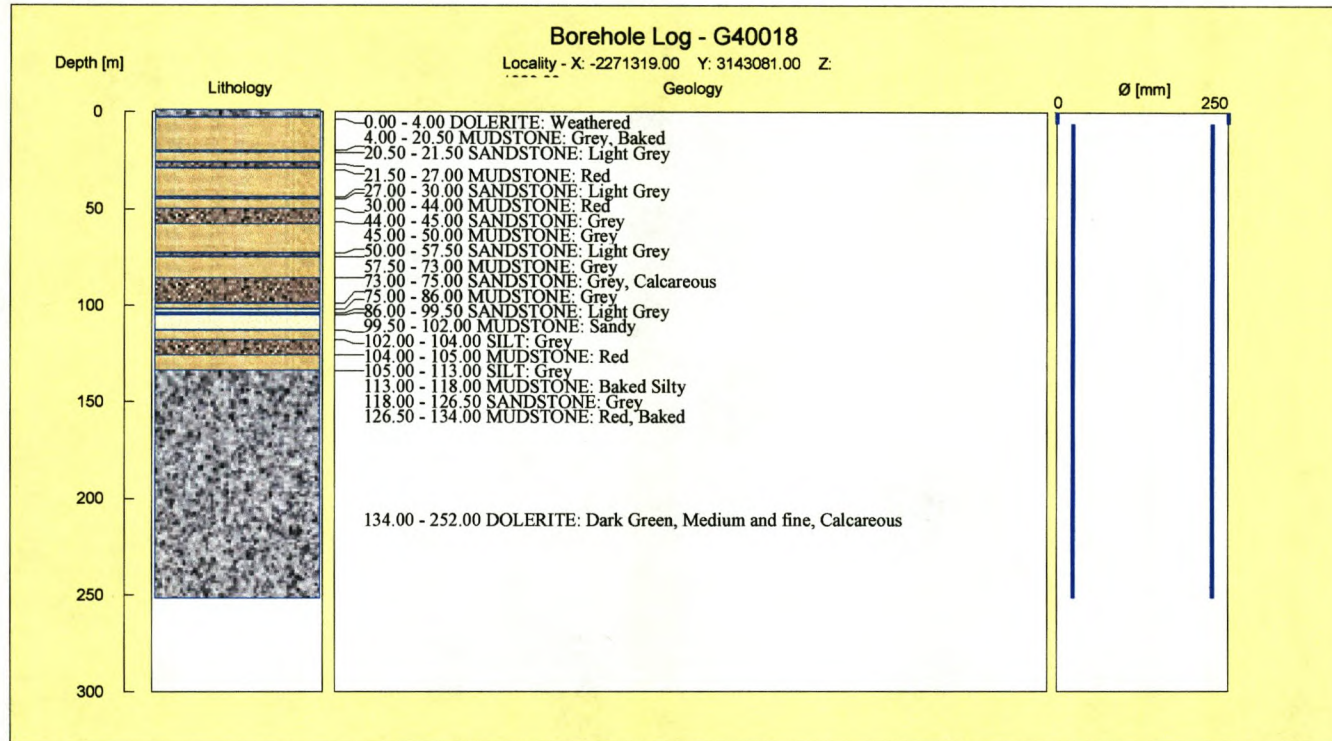 Borehole Log - G40018
Depth [m]
Locality - X: -2271319.00 Y: 3143081.00 Z:
Lithology
Geology
Ø [mm]
0
250
0
50
100
150
200
250
300
0.00 - 4.00 DOLERITE: Weathered
4.00 - 20.50 MUDSTONE: Grey, Baked
20.50 - 21.50 SANDSTONE: Light Grey
21.50 - 27.00 MUDSTONE: Red
27.00 - 30.00 SANDSTONE: Light Grey
30.00 - 44.00 MUDSTONE: Red
44.00 - 45.00 SANDSTONE: Grey
45.00 - 50.00 MUDSTONE: Grey
50.00 - 57.50 SANDSTONE: Light Grey
57.50 - 73.00 MUDSTONE: Grey
73.00 - 75.00 SANDSTONE: Grey, Calcareous
75.00 - 86.00 MUDSTONE: Grey
86.00 - 99.50 SANDSTONE: Light Grey
99.50 - 102.00 MUDSTONE: Sandy
102.00 - 104.00 SILT: Grey
104.00 - 105.00 MUDSTONE: Red
105.00 - 113.00 SILT: Grey
113.00 - 118.00 MUDSTONE: Baked Silty
118.00 - 126.50 SANDSTONE: Grey
126.50 - 134.00 MUDSTONE: Red, Baked
134.00 - 252.00 DOLERITE: Dark Green, Medium and fine, Calcareous